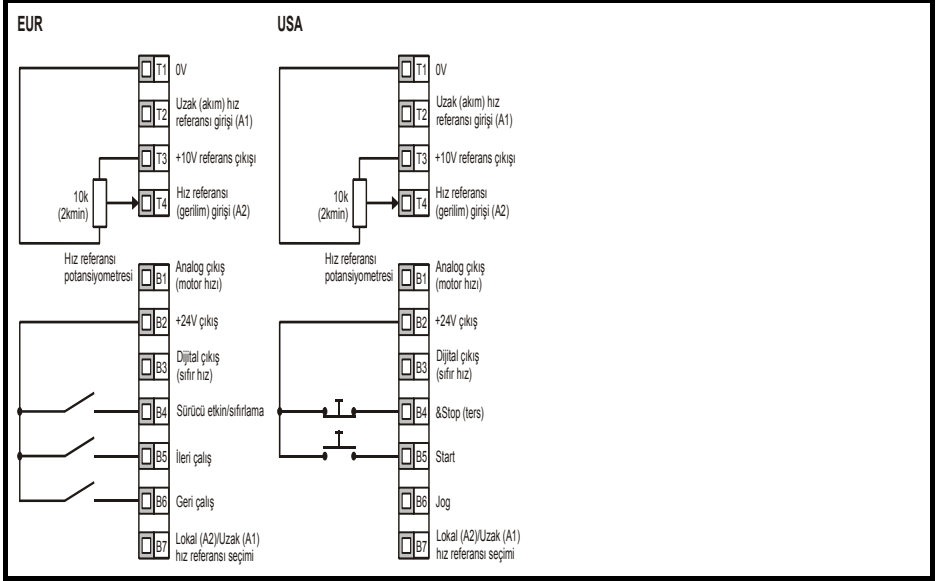 EUR
T1 0V
T2 Uzak (akım) hız
referansı girişi (A1)
T3 +10V referans çıkışı
10k
(2kmin)
T4 Hız referansı
(gerilim) girişi (A2)
Hız referansı
potansiyometresi
B1 Analog çıkış
(motor hızı)
B2 +24V çıkış
B3 Dijital çıkış
(sıfır hız)
B4 Sürücü etkin/sıfırlama
B5 İleri çalış
B6 Geri çalış
B7 Lokal (A2)/Uzak (A1)
hız referansı seçimi
USA
T1 0V
T2 Uzak (akım) hız
referansı girişi (A1)
T3 +10V referans çıkışı
10k
(2kmin)
T4 Hız referansı
(gerilim) girişi (A2)
Hız referansı
potansiyometresi
B1 Analog çıkış
(motor hızı)
B2 +24V çıkış
B3 Dijital çıkış
(sıfır hız)
B4 &Stop (ters)
B5 Start
B6 Jog
B7 Lokal (A2)/Uzak (A1)
hız referansı seçimi